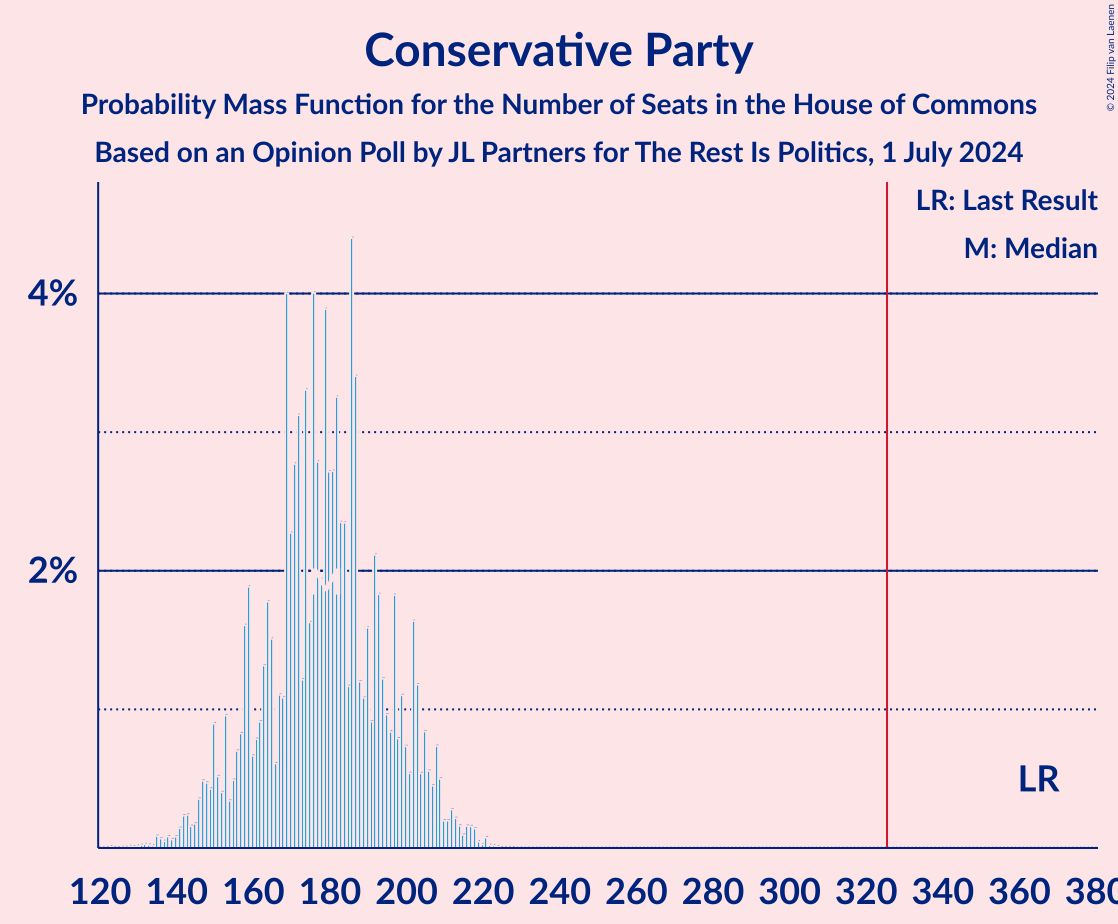 Conservative Party
Probability Mass Function for the Number of Seats in the House of Commons
Based on an Opinion Poll by JL Partners for The Rest Is Politics, 1 July 2024
© 2024 Filip van Laenen
LR: Last Result
M: Median
4%
2%
LR
120 140 160 180 200 220 240 260 280 300 320 340 360 380